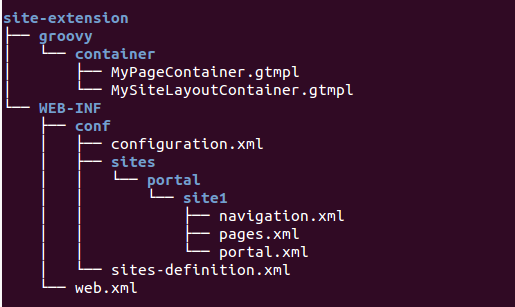 site-extension
├── groovy
│   └── container
│       ├── MyPageContainer.gtmpl
│       └── MySiteLayoutContainer.gtmpl
└── WEB-INF
    ├── conf
    │   ├── configuration.xml
    │   ├── sites
    │   │   └── portal
    │   │       └── site1
    │   │           ├── navigation.xml
    │   │           ├── pages.xml
    │   │           └── portal.xml
    │   └── sites-definition.xml
    └── web.xml